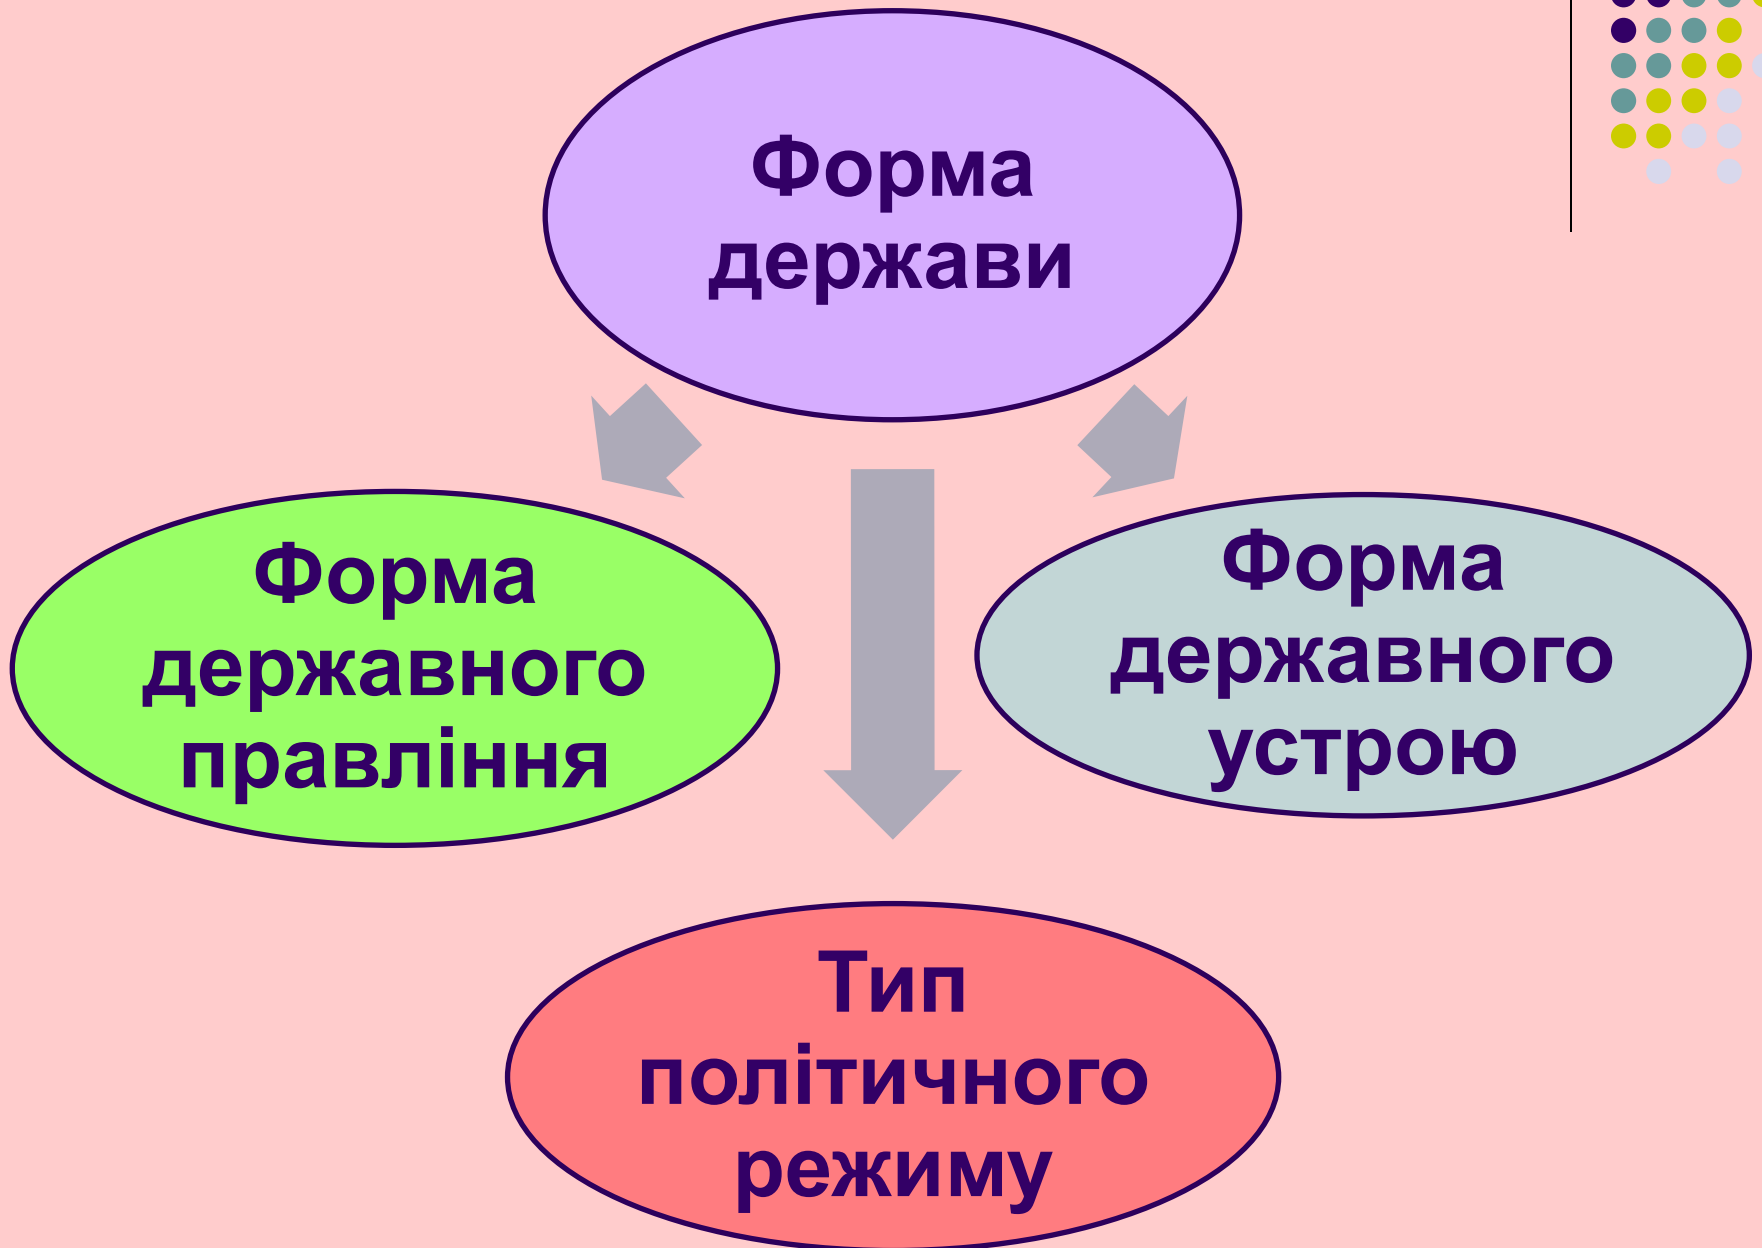 Форма
держави
Форма
державного
правління
Форма
державного
устрою
Тип
політичного
режиму